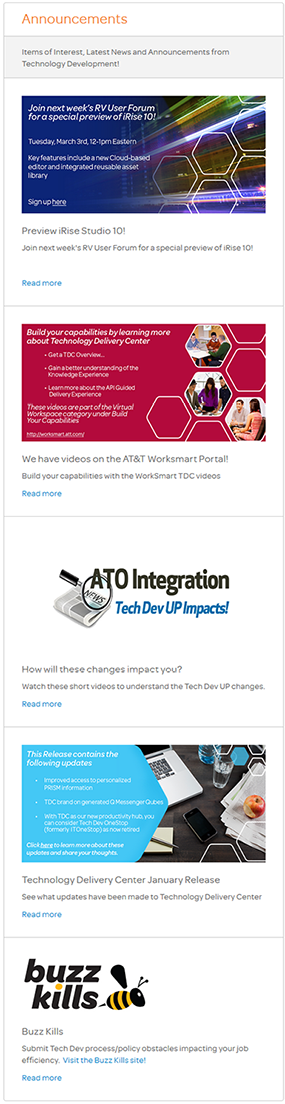 Announcements
Items of Interest, Latest News and Announcements from
Technology Development!
Join next week's RV User Forum
for a special preview of iRise 10!
Tuesday, March 3rd, 12-1pm Eastern
Key features include a new Cloud-based
editor and integrated reusable asset
library
Sign up here
Preview iRise Studio 10!
Join next week's RV User Forum for a special preview of iRise 10!
Read more
Build your capabilities by learning more
about Technology Delivery Center
• Get a TDC Overview...
• Gain a better understanding of the
Knowledge Experience
• Learn more about the API Guided
Delivery Experience
These videos are part of the Virtual
Workspace category under Build
Your Capabilities
http://worksmart.att.com/
We have videos on the AT&T Worksmart Portal!
Build your capabilities with the WorkSmart TDC videos
Read more
NEWS
ATO Integration
Tech Dev UP Impacts!
How will these changes impact you?
Watch these short videos to understand the Tech Dev UP changes.
Read more
This Release contains the
following updates
• Improved access to personalized
PRISM information
• TDC brand on generated Q Messenger Qubes
• With TDC as our new productivity hub, you
can consider Tech Dev OneStop
(formerly ITOneStop) as now retired
Click here to learn more about these
updates and share your thoughts.
Technology Delivery Center January Release
See what updates have been made to Technology Delivery Center
Read more
buzz
kills
Buzz Kills
Submit Tech Dev process/policy obstacles impacting your job
efficiency. Visit the Buzz Kills site!
Read more